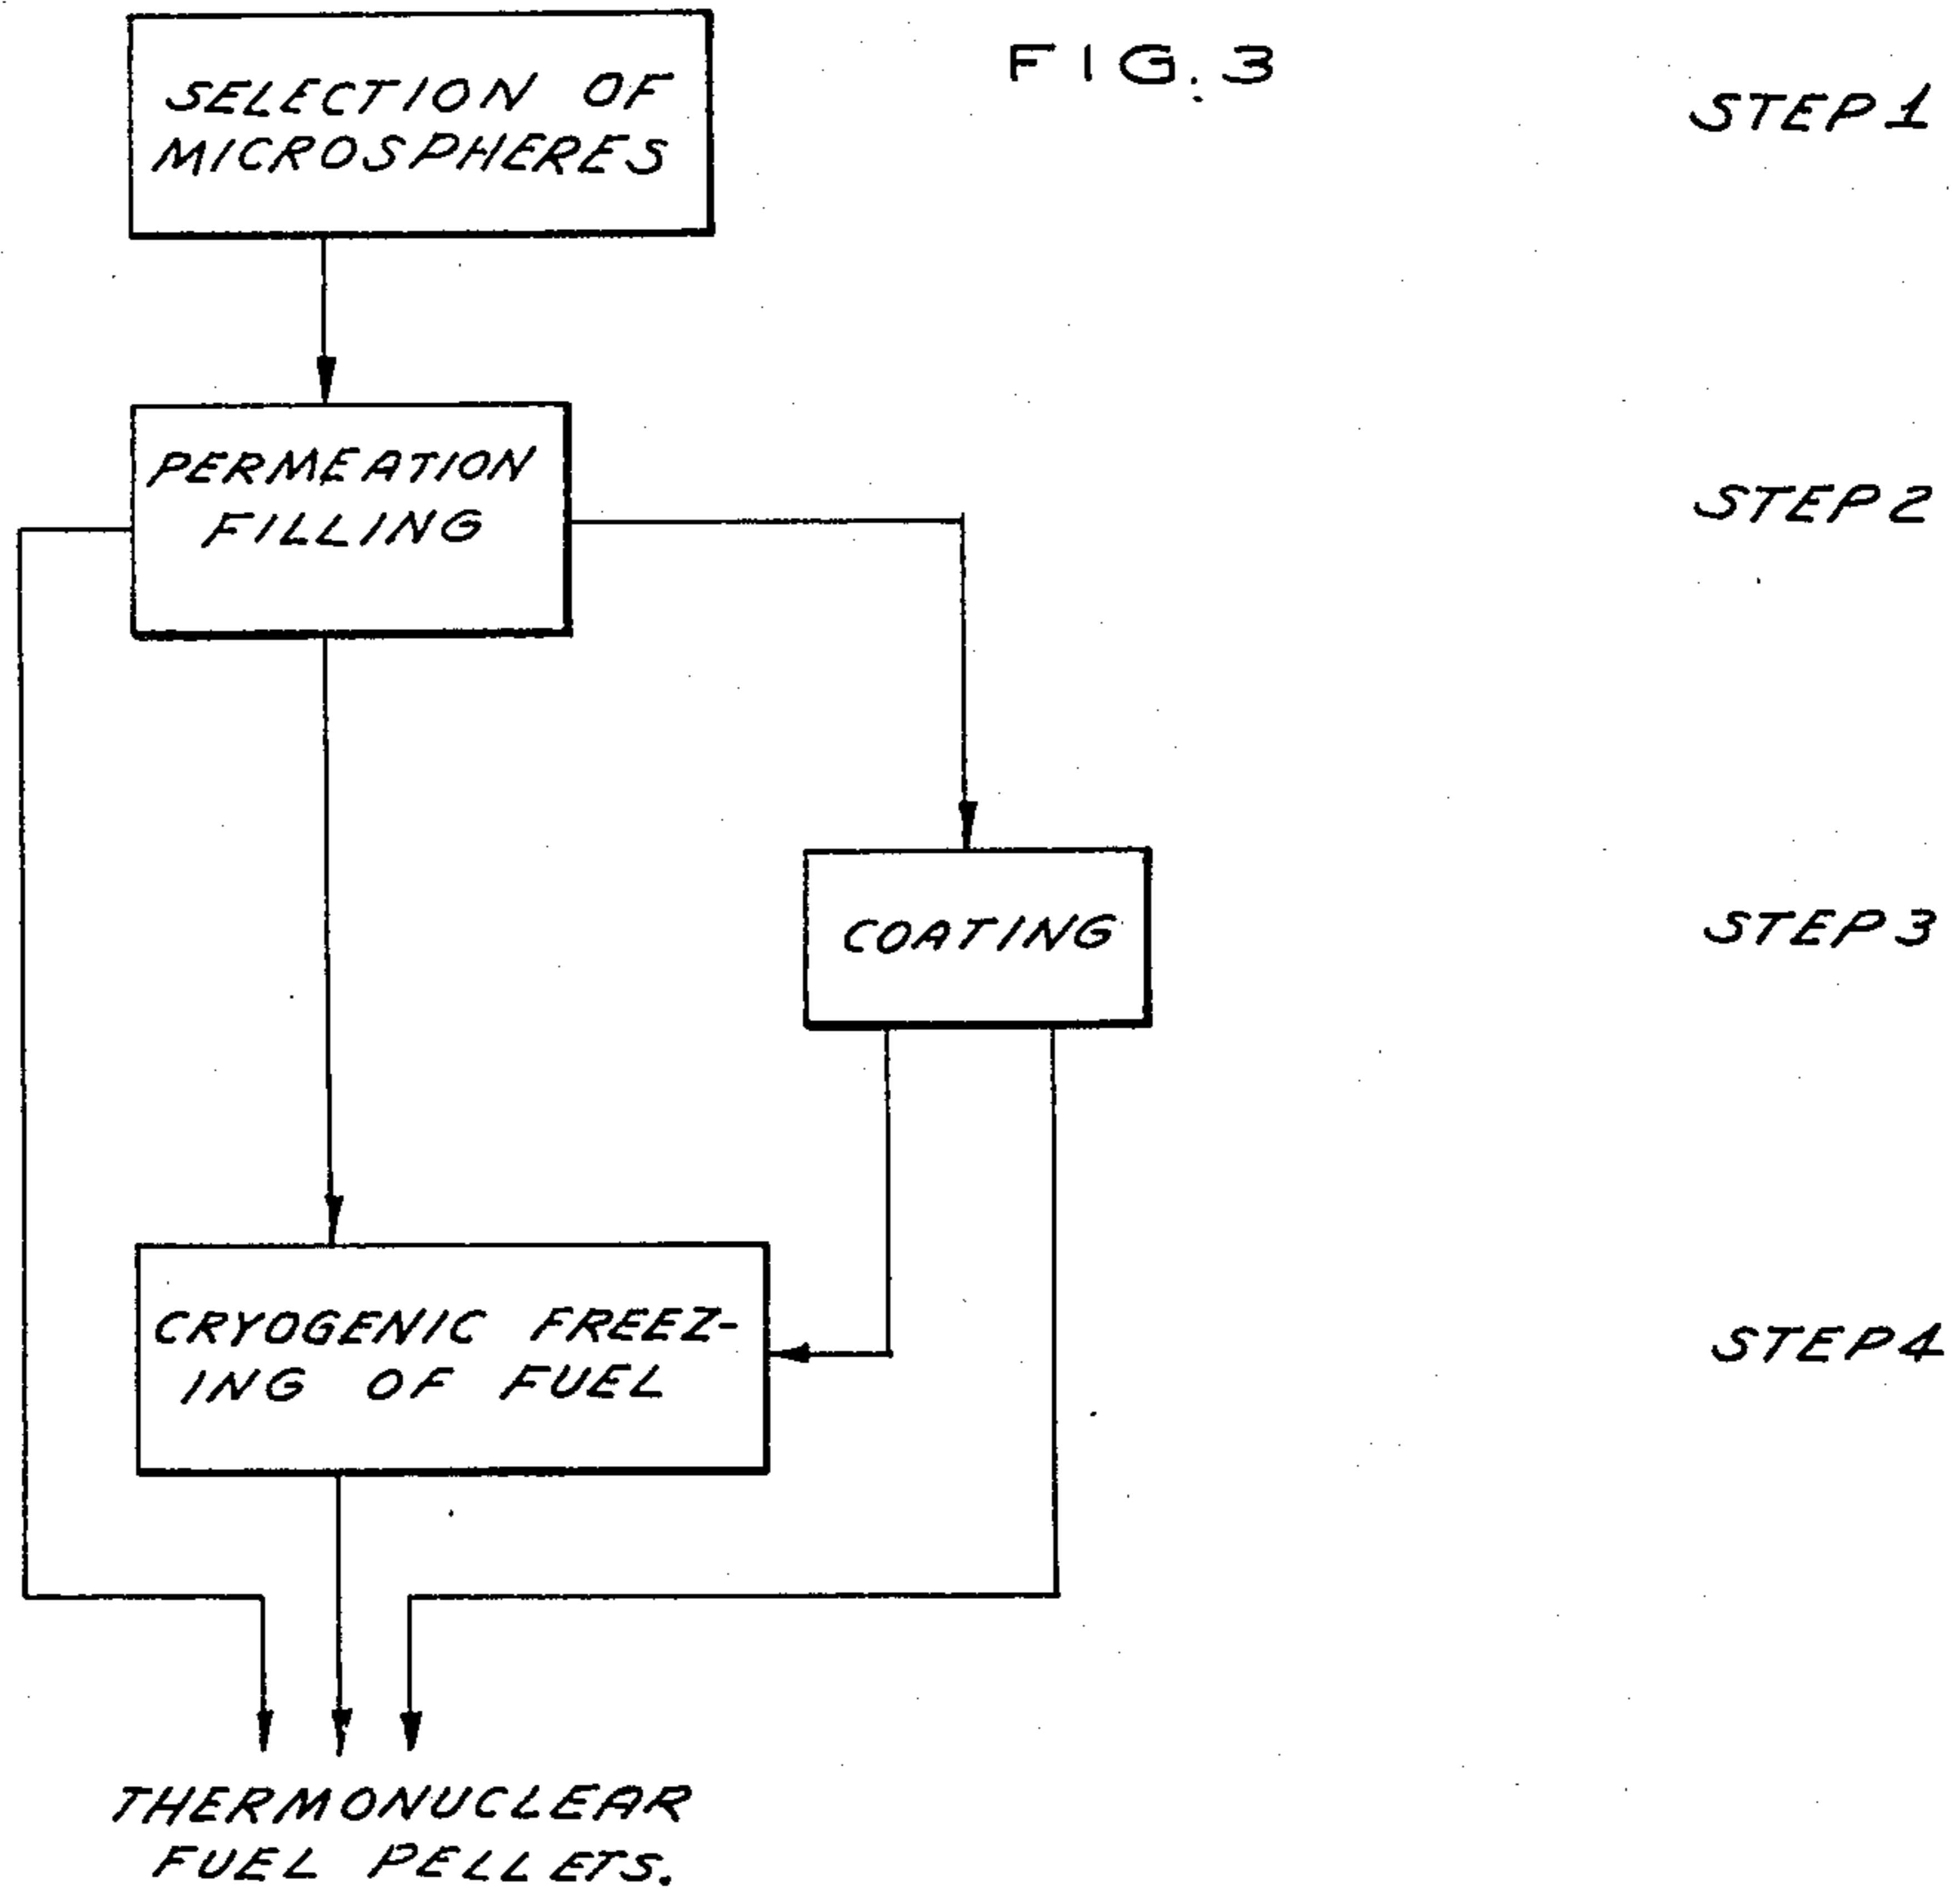 FIG. 3
SELECTION OF
MICROSPHERES
STEP 1
PERMEATION
FILLING
STEP 2
COATING
STEP 3
CRYOGENIC FREEZ-
ING OF FUEL
STEP 4
THERMONUCLEAR
FUEL PELLETS.